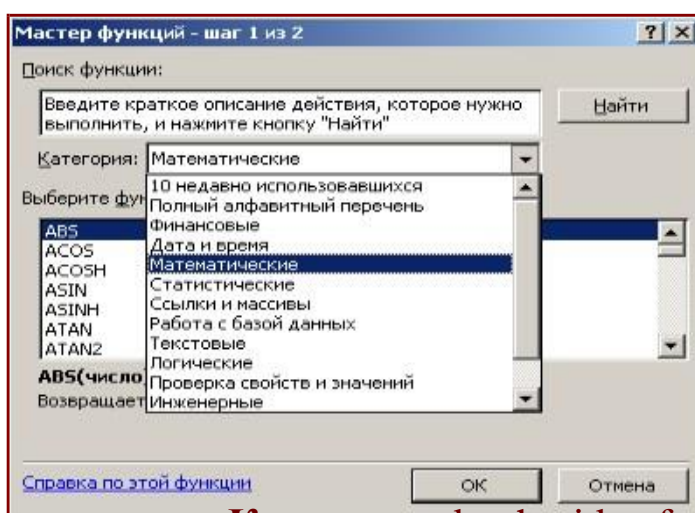 Мастер функций - шаг 1 из 2
Поиск функции:
Введите краткое описание действия, которое нужно
выполнить, и нажмите кнопку "Найти"
Найти
Категория: Математические
10 недавно использовавшихся
Полный алфавитный перечень
Финансовые
Дата и время
Математические
Статистические
Ссылки и массивы
Работа с базой данных
Текстовые
Логические
Проверка свойств и значений
Инженерные
Выберите фун
ABS
ACOS
ACOSH
ASIN
ASINH
ATAN
ATAN2
ABS(число
Возвращает
Справка по этой функции
ОК
Отмена